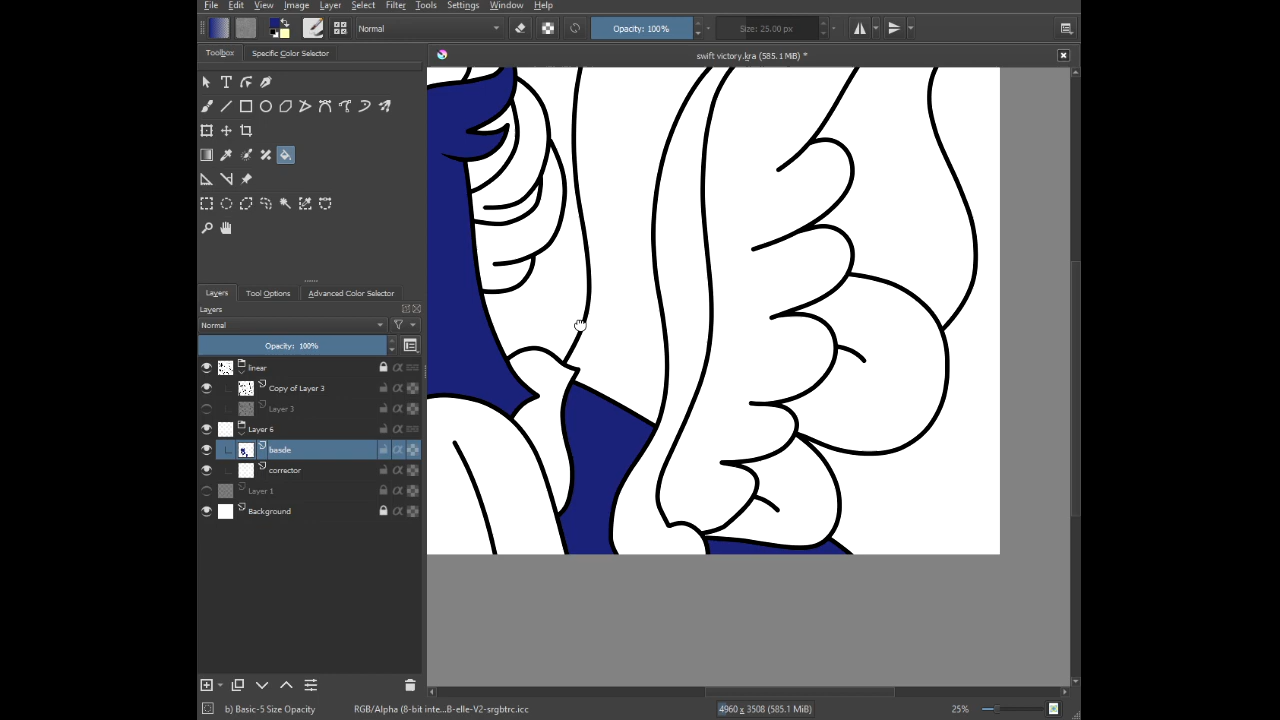 File Edit View Image Layer Select Filter Tools Settings Window Help
Normal Opacity: 100% Size: 25.00 px
Toolbox Specific Color Selector
swift victory.kra (585.1 MiB) *
Layers Tool Options Advanced Color Selector
Layers
Normal
Opacity: 100%
linear
Copy of Layer 3
Layer 3
Layer 6
basde
corrector
Layer 1
Background
b) Basic-5 Size Opacity RGB/Alpha (8-bit inte...B-elle-V2-srgbtrc.icc 4960 x 3508 (585.1 MiB) 25%